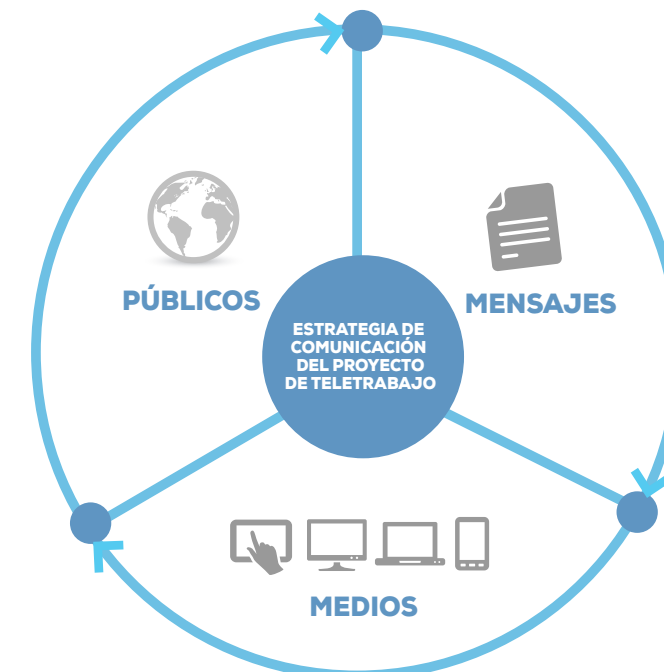 PÚBLICOS
MENSAJES
ESTRATEGIA DE
COMUNICACIÓN
DEL PROYECTO
DE TELETRABAJO
MEDIOS